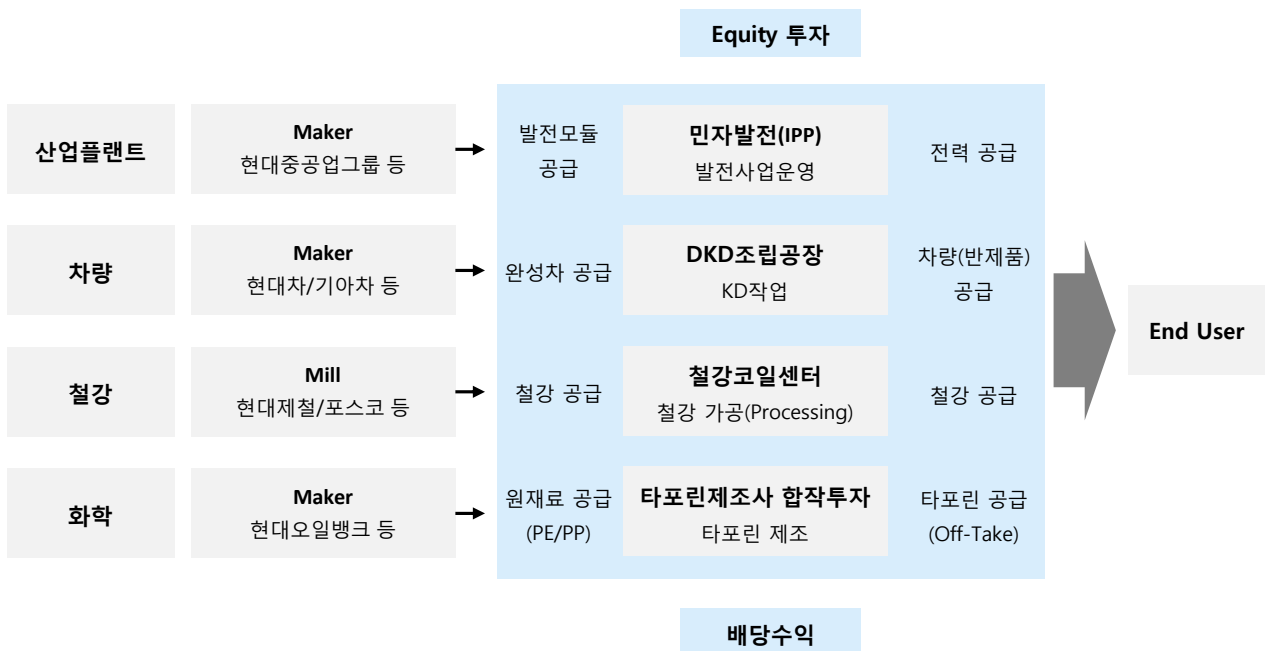 Equity 투자
산업플랜트
Maker
현대중공업그룹 등
발전모듈
공급
민자발전(IPP)
발전사업운영
전력 공급
차량
Maker
현대차/기아차 등
완성차 공급
DKD조립공장
KD작업
차량(반제품)
공급
End User
철강
Mill
현대제철/포스코 등
철강 공급
철강코일센터
철강 가공(Processing)
철강 공급
화학
Maker
현대오일뱅크 등
원재료 공급
(PE/PP)
타포린제조사 합작투자
타포린 제조
타포린 공급
(Off-Take)
배당수익